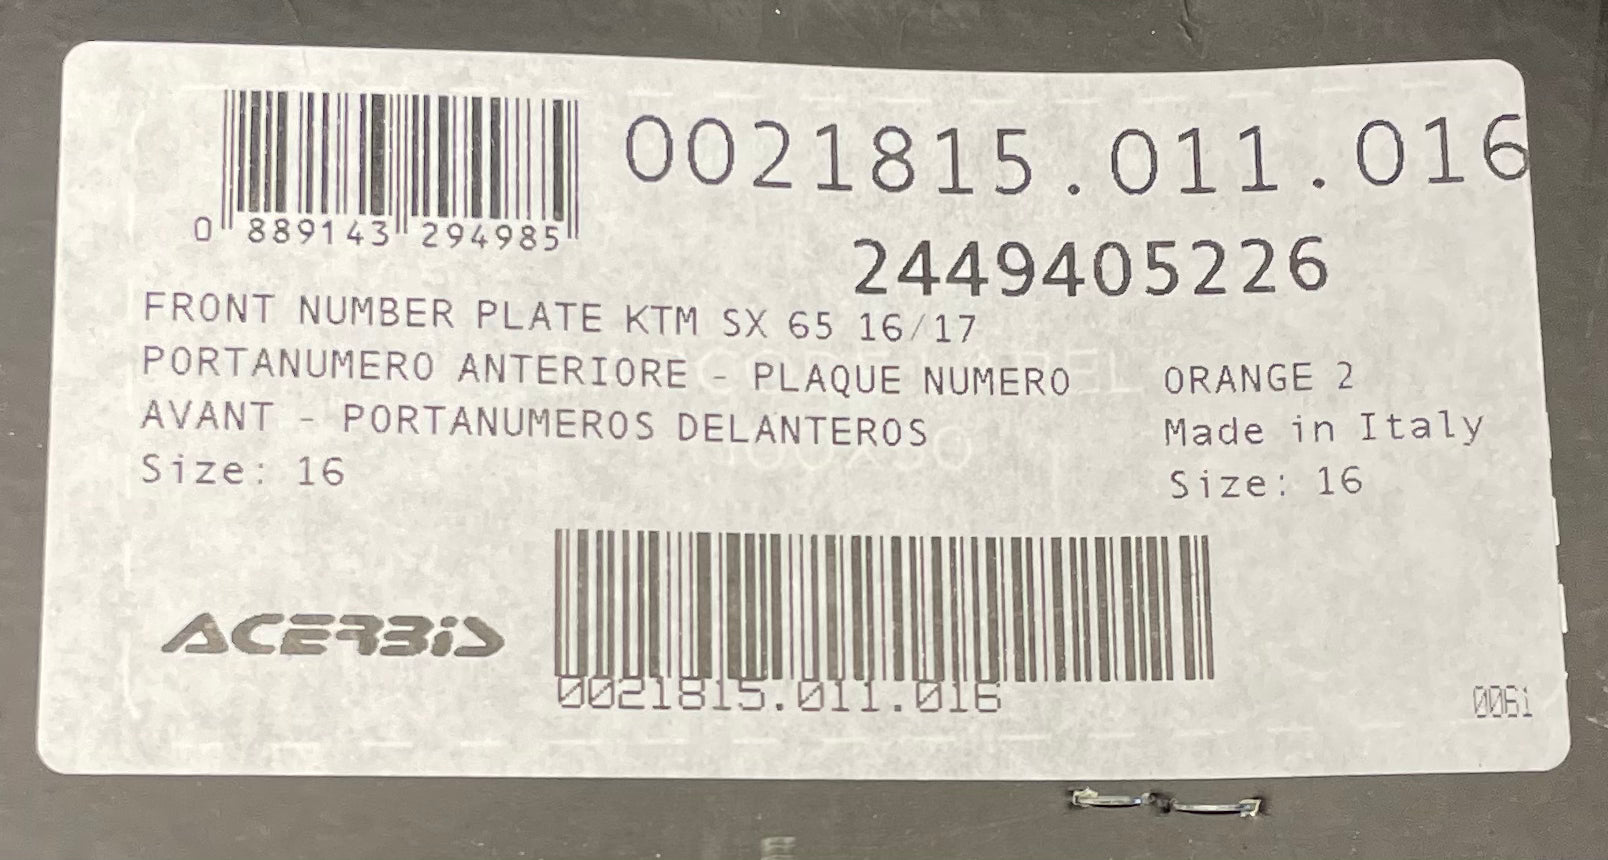 0021815.011.016
0 889143 294985
2449405226
FRONT NUMBER PLATE KTM SX 65 16/17
PORTANUMERO ANTERIORE - PLAQUE NUMERO
AVANT - PORTANUMEROS DELANTEROS
Size: 16
ORANGE 2
Made in Italy
Size: 16
ACERBIS
0021815.011.016
0061